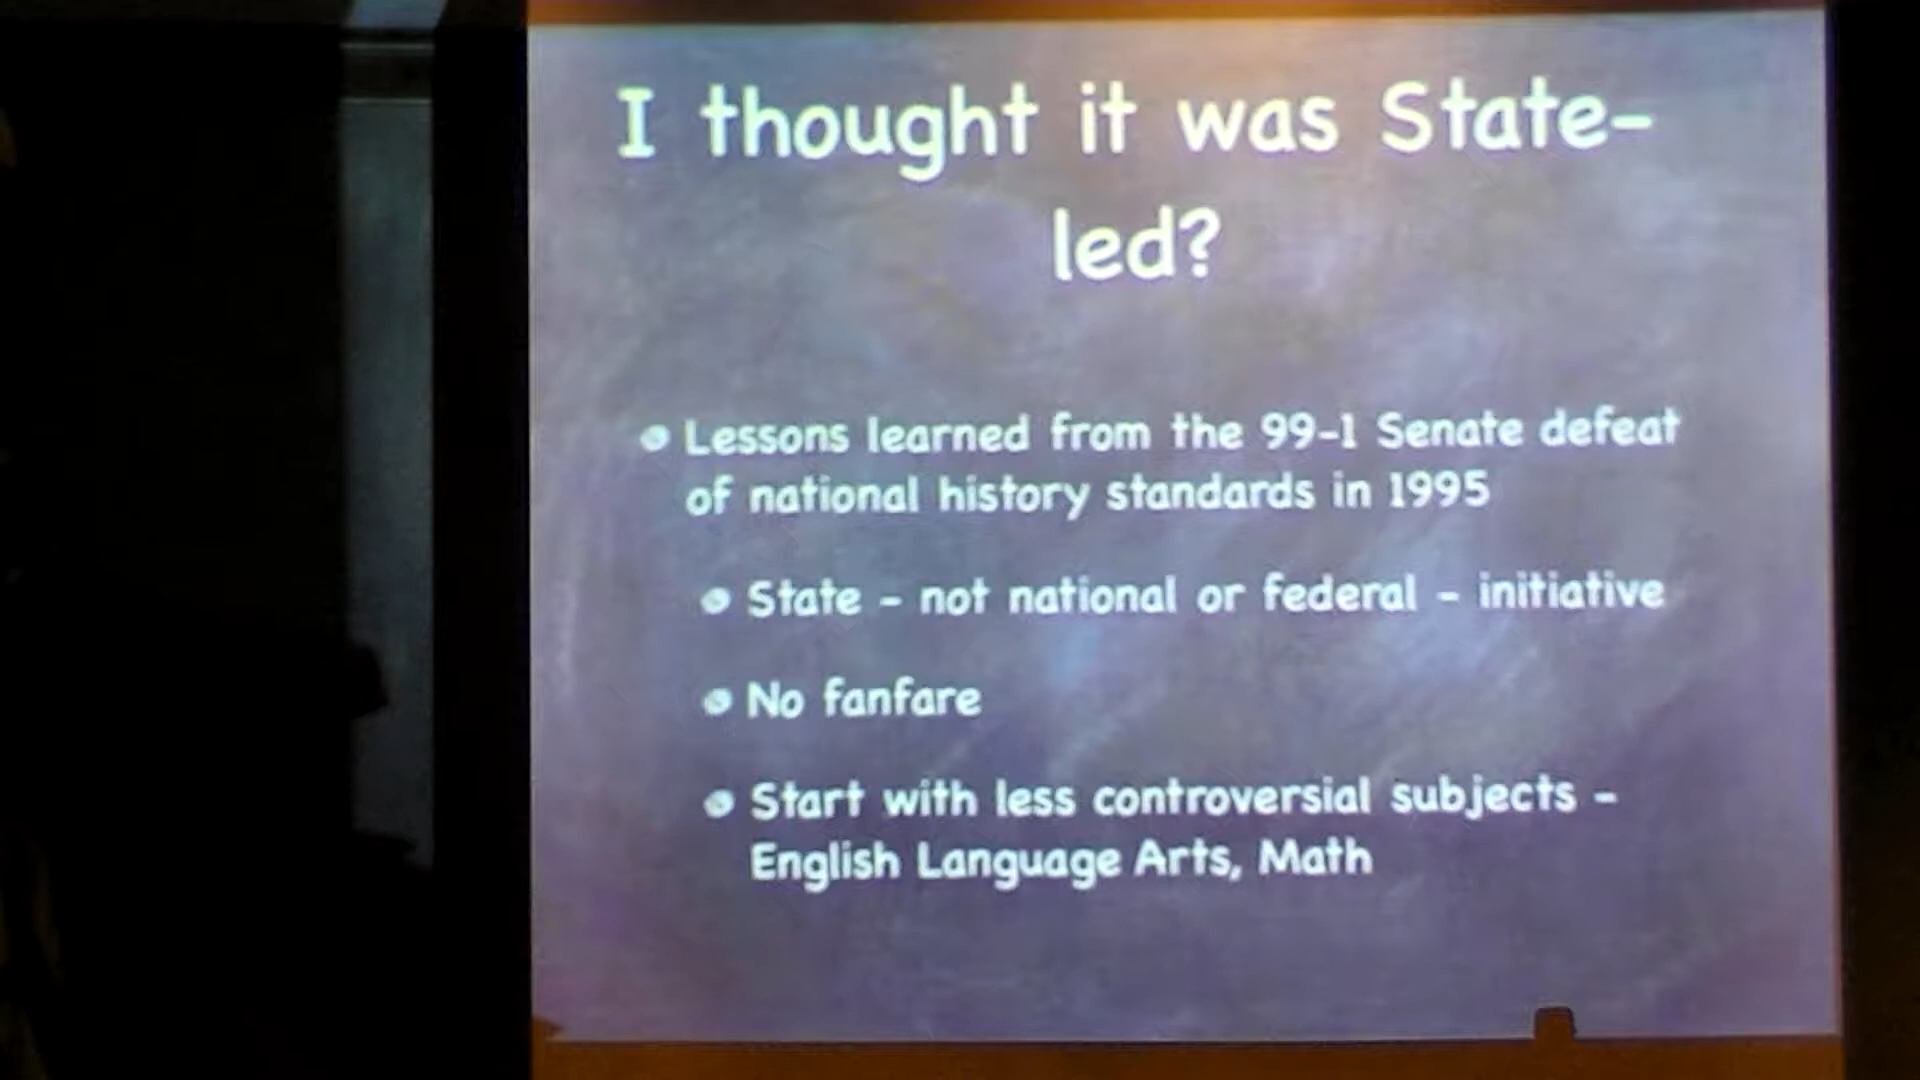 I thought it was State-
led?
Lessons learned from the 99-1 Senate defeat
of national history standards in 1995
State - not national or federal - initiative
No fanfare
Start with less controversial subjects -
English Language Arts, Math